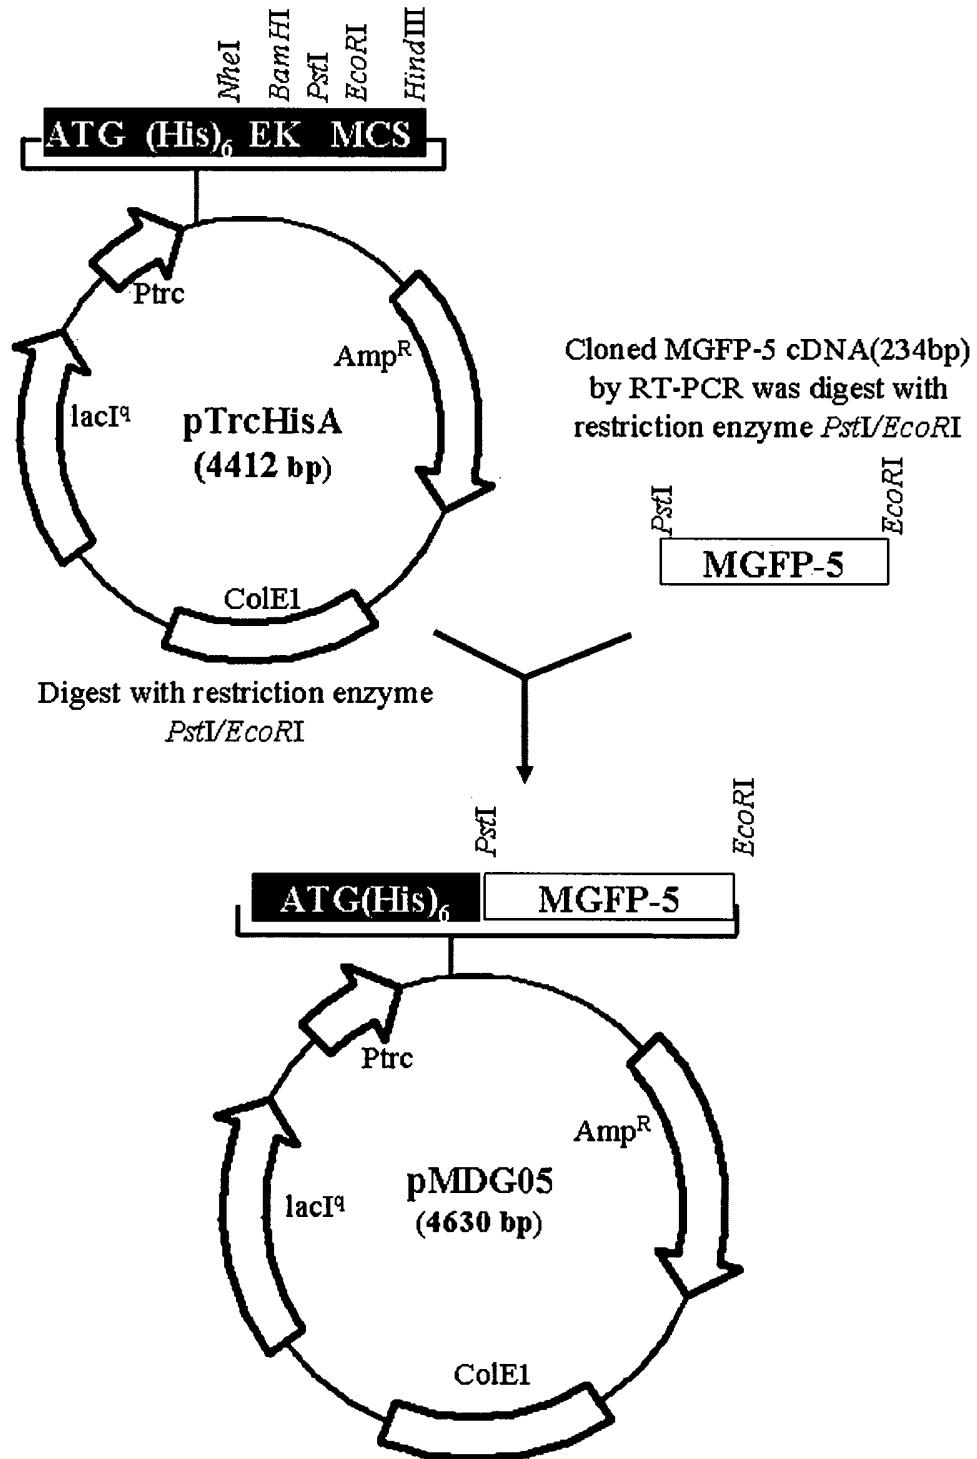 NheI
BamHI
PstI
EcoRI
HindIII
ATG (His)6 EK MCS
Ptrc
AmpR
lacIq
pTrcHisA
(4412 bp)
ColE1
Digest with restriction enzyme
PstI/EcoRI
Cloned MGFP-5 cDNA(234bp)
by RT-PCR was digest with
restriction enzyme PstI/EcoRI
PstI
EcoRI
MGFP-5
PstI
EcoRI
ATG(His)6 MGFP-5
Ptrc
AmpR
lacIq
pMDG05
(4630 bp)
ColE1